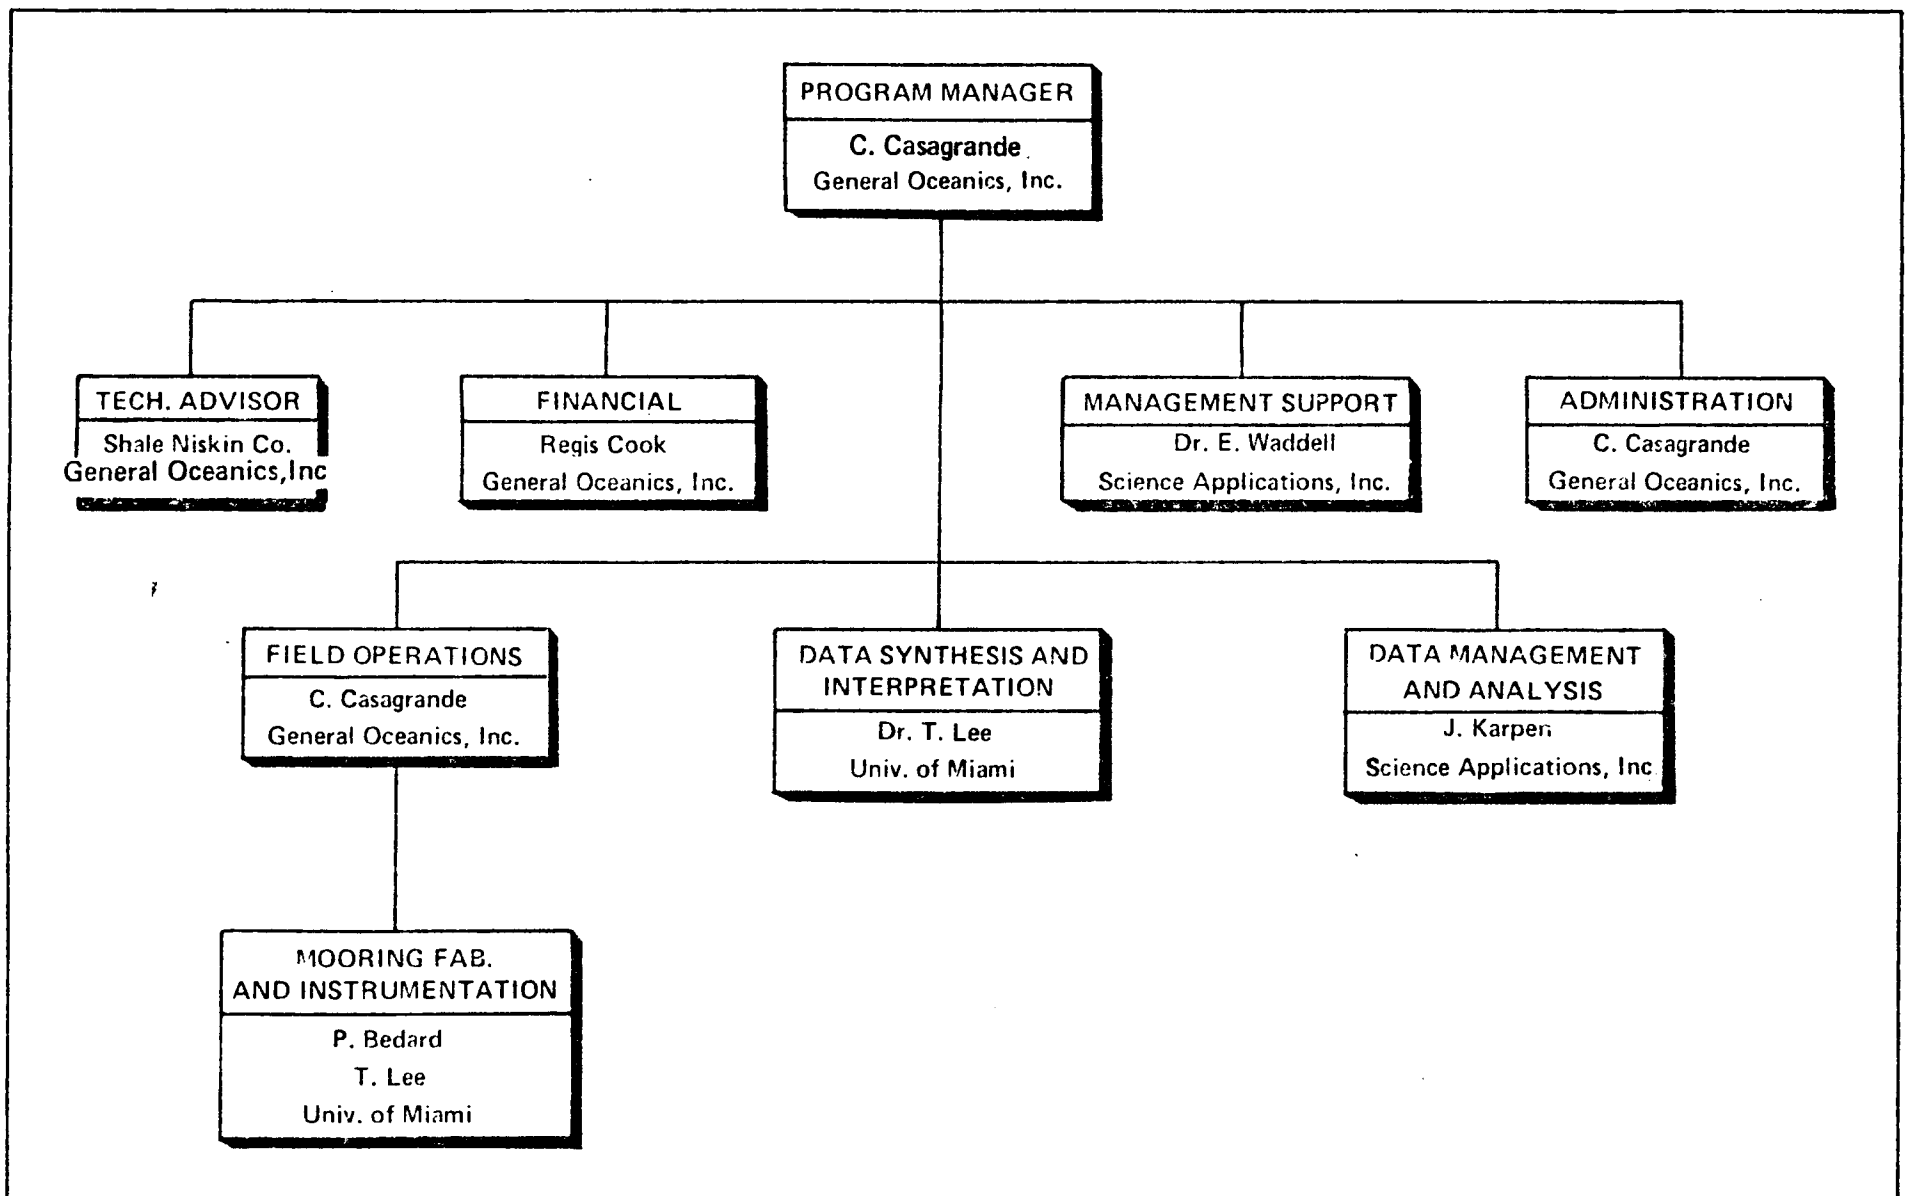 PROGRAM MANAGER
C. Casagrande
General Oceanics, Inc.
TECH. ADVISOR
Shale Niskin Co.
General Oceanics,Inc
FINANCIAL
Regis Cook
General Oceanics, Inc.
MANAGEMENT SUPPORT
Dr. E. Waddell
Science Applications, Inc.
ADMINISTRATION
C. Casagrande
General Oceanics, Inc.
FIELD OPERATIONS
C. Casagrande
General Oceanics, Inc.
DATA SYNTHESIS AND
INTERPRETATION
Dr. T. Lee
Univ. of Miami
DATA MANAGEMENT
AND ANALYSIS
J. Karpen
Science Applications, Inc
MOORING FAB.
AND INSTRUMENTATION
P. Bedard
T. Lee
Univ. of Miami